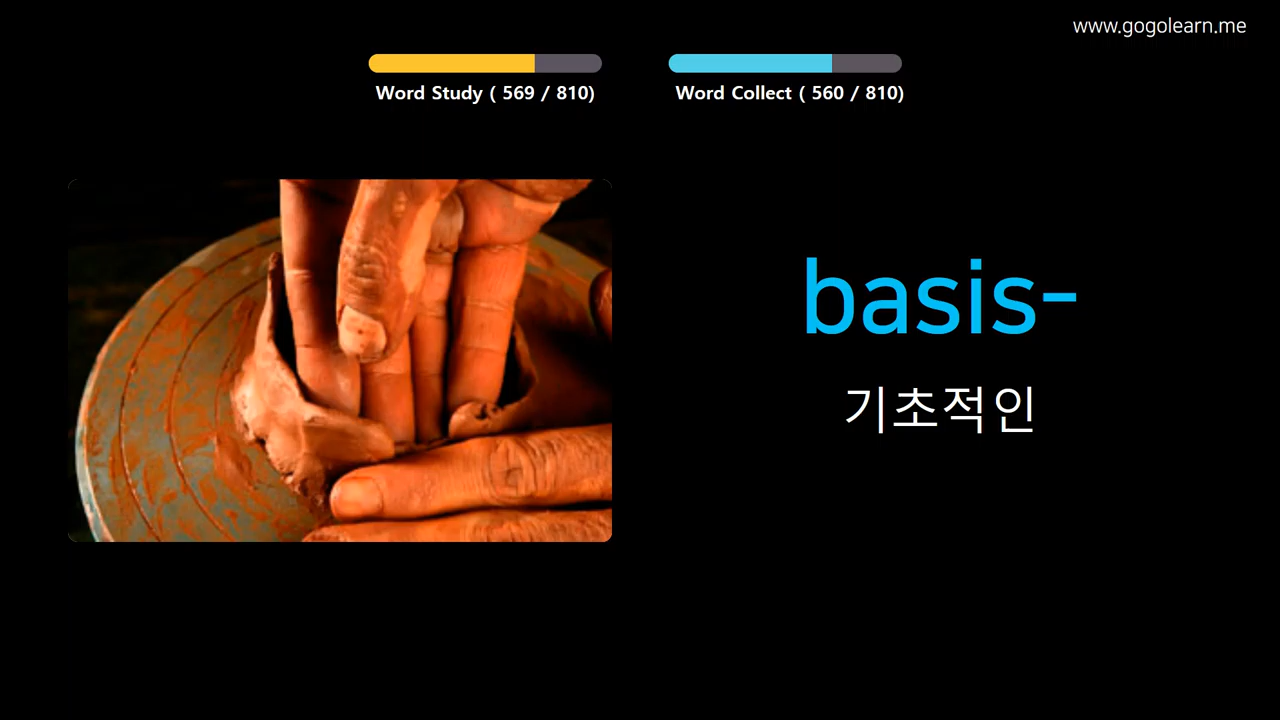 www.gogolearn.me
Word Study ( 569 / 810)
Word Collect ( 560 / 810)
basis-
기초적인